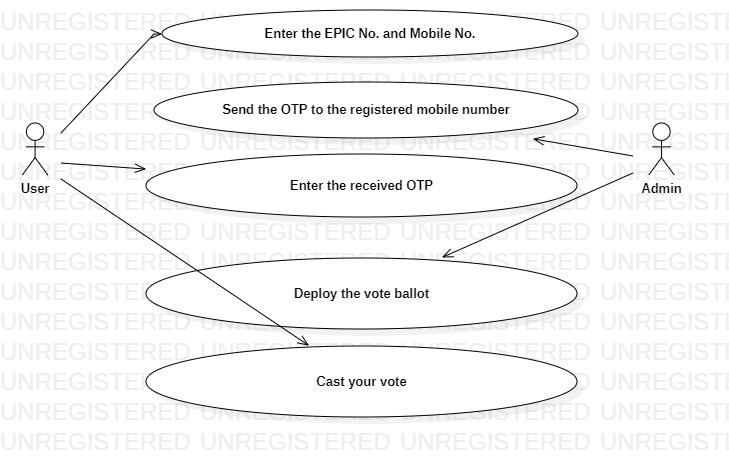 Enter the EPIC No. and Mobile No.
Send the OTP to the registered mobile number
User
Admin
Enter the received OTP
Deploy the vote ballot
Cast your vote
UNREGISTERED UNREGISTERED UNREGISTERED UNREGISTERED